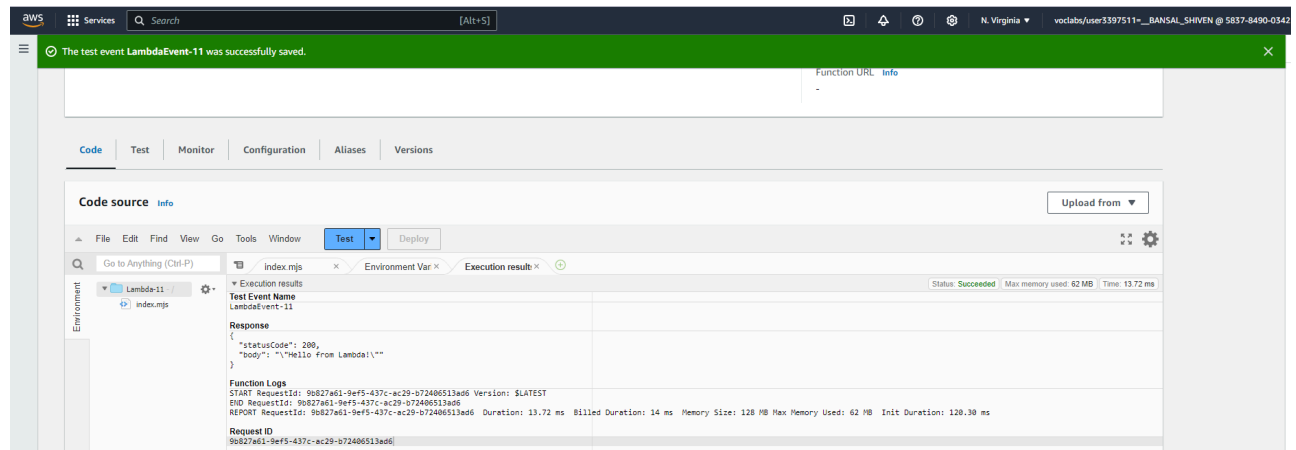 aws Services Search [Alt+S] N. Virginia ▼ voclabs/user3397511=__BANSAL_SHIVEN @ 5837-8490-0342
The test event LambdaEvent-11 was successfully saved.
Function URL Info
-
Code Test Monitor Configuration Aliases Versions
Code source Info
Upload from ▼
File Edit Find View Go Tools Window Test Deploy
Go to Anything (Ctrl-P) index.mjs × Environment Var × Execution result ×
Environment
Lambda-11 - /
index.mjs
▼ Execution results Status: Succeeded Max memory used: 62 MB Time: 13.72 ms
Test Event Name
LambdaEvent-11
Response
{
"statusCode": 200,
"body": "\"Hello from Lambda!\""
}
Function Logs
START RequestId: 9b827a61-9ef5-437c-ac29-b72406513ad6 Version: $LATEST
END RequestId: 9b827a61-9ef5-437c-ac29-b72406513ad6
REPORT RequestId: 9b827a61-9ef5-437c-ac29-b72406513ad6 Duration: 13.72 ms Billed Duration: 14 ms Memory Size: 128 MB Max Memory Used: 62 MB Init Duration: 120.30 ms
Request ID
9b827a61-9ef5-437c-ac29-b72406513ad6